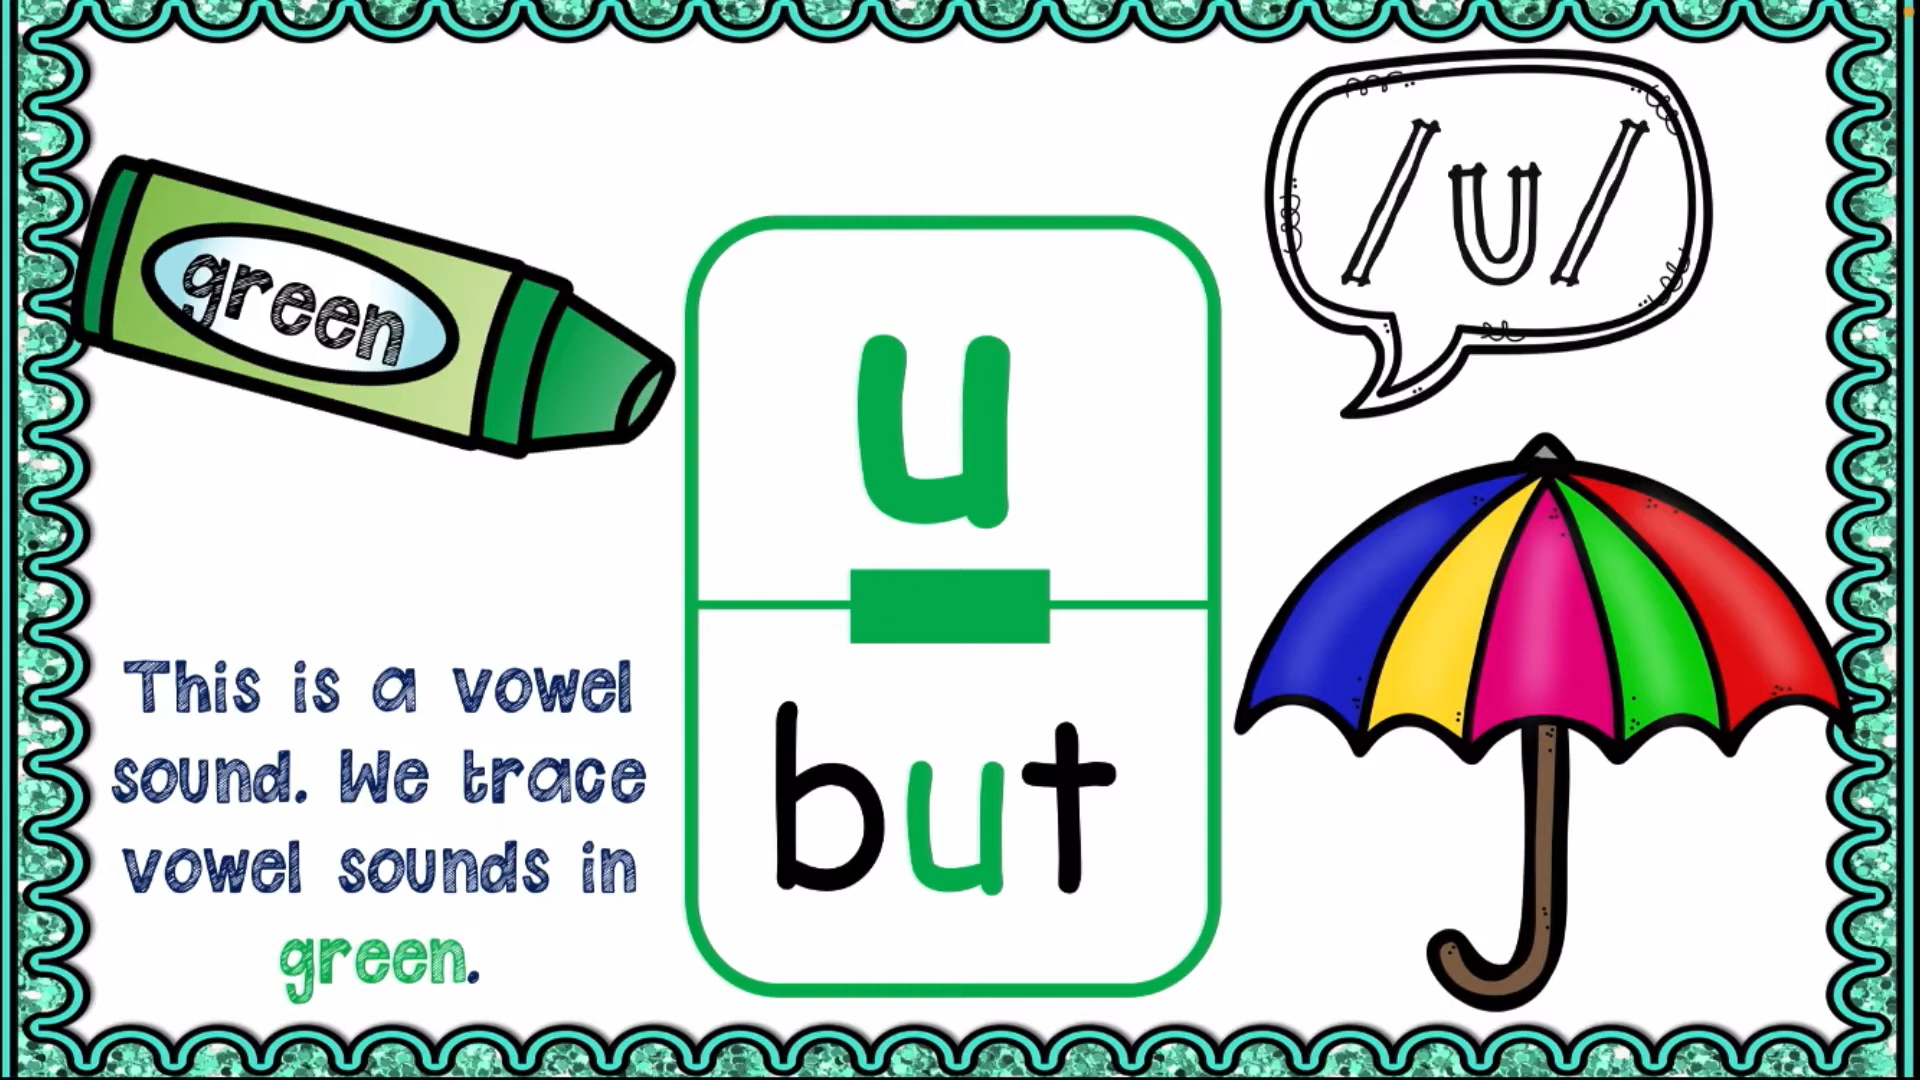 green
/u/
u
but
This is a vowel
sound. We trace
vowel sounds in
green.